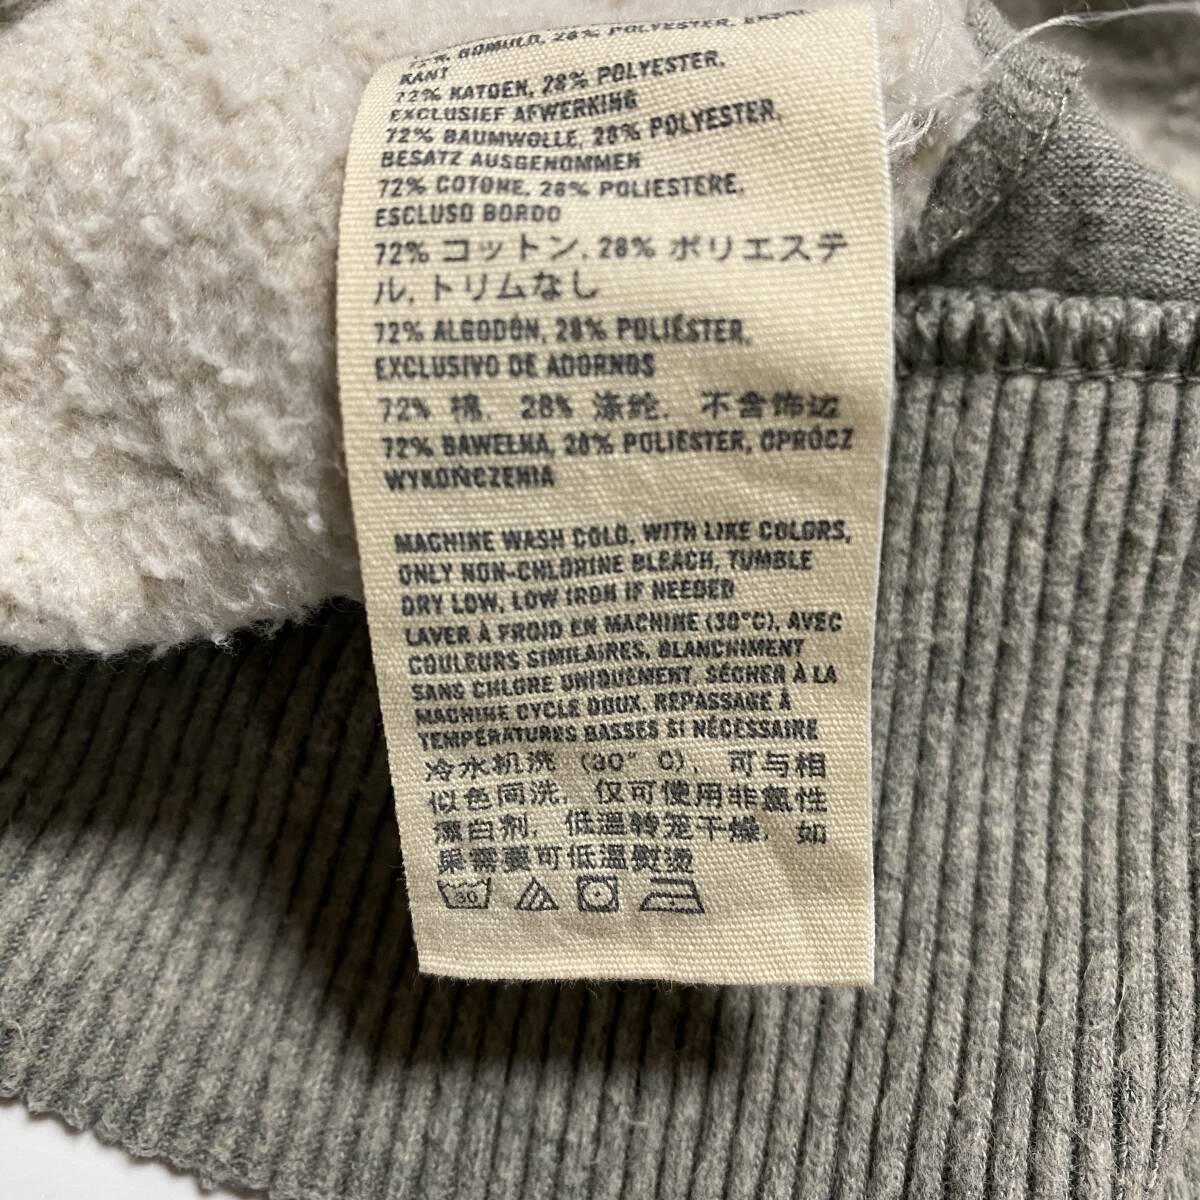 72% BOMULD, 28% POLYESTER,
KANT
72% KATOEN, 28% POLYESTER,
EXCLUSIEF AFWERKING
72% BAUMWOLLE, 28% POLYESTER,
BESATZ AUSGENOMMEN
72% COTONE, 28% POLIESTERE,
ESCLUSO BORDO
72% コットン, 28% ポリエステ
ル, トリムなし
72% ALGODÓN, 28% POLIÉSTER,
EXCLUSIVO DE ADORNOS
72% 棉, 28% 涤纶, 不含饰边
72% BAWEŁNA, 28% POLIESTER, OPRÓCZ
WYKOŃCZENIA
MACHINE WASH COLD, WITH LIKE COLORS,
ONLY NON-CHLORINE BLEACH, TUMBLE
DRY LOW, LOW IRON IF NEEDED
LAVER À FROID EN MACHINE (30°C), AVEC
COULEURS SIMILAIRES, BLANCHIMENT
SANS CHLORE UNIQUEMENT, SÉCHER À LA
MACHINE CYCLE DOUX, REPASSAGE À
TEMPÉRATURES BASSES SI NÉCESSAIRE
冷水机洗 (30° C), 可与相
似色同洗, 仅可使用非氯性
漂白剂, 低温转笼干燥, 如
果需要可低温熨烫
30